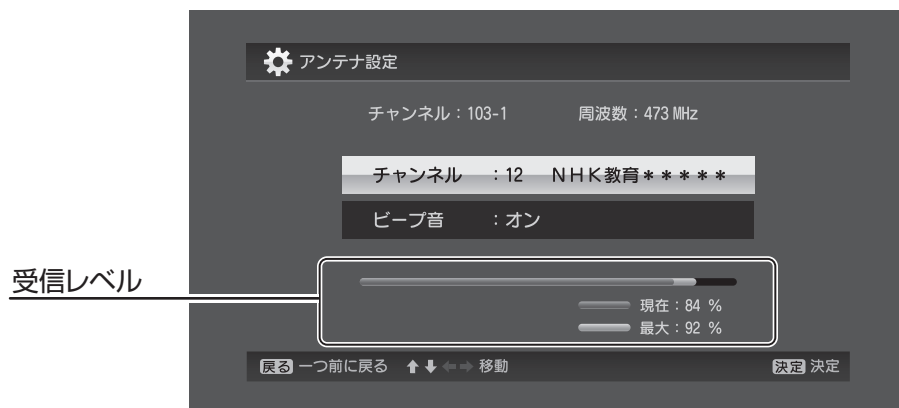 アンテナ設定
チャンネル：103-1 周波数：473 MHz
チャンネル ：12 ＮＨＫ教育＊＊＊＊＊
ビープ音 ：オン
受信レベル
現在：84 %
最大：92 %
戻る 一つ前に戻る ↑↓←→ 移動 決定 決定